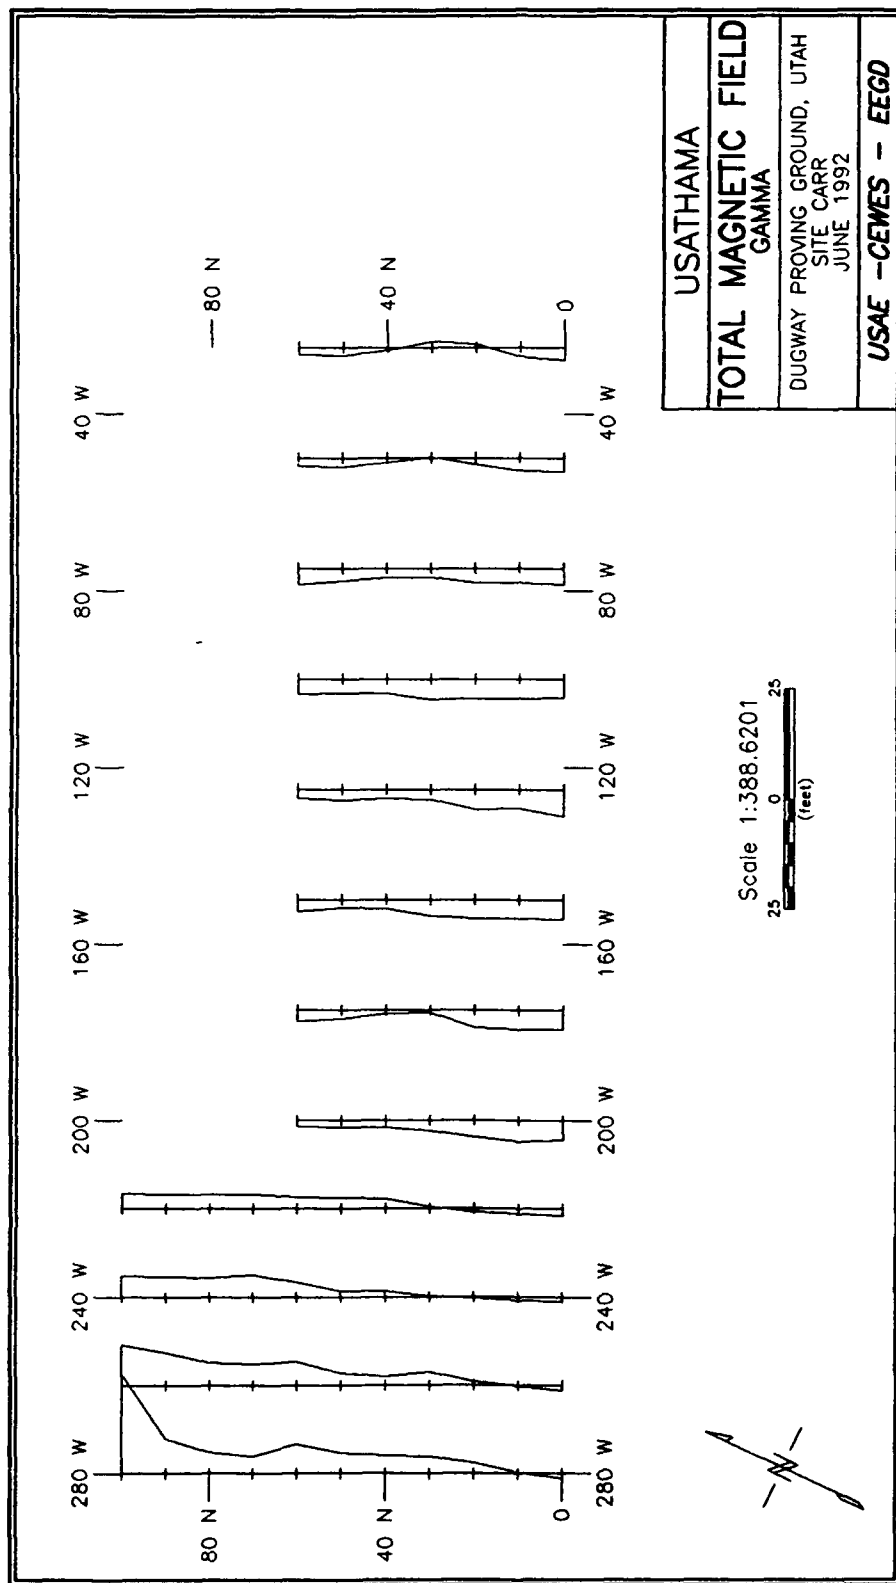 280 W
240 W
200 W
160 W
120 W
80 W
40 W
80 N
80 N
40 N
40 N
0
0
280 W
240 W
200 W
160 W
120 W
80 W
40 W
Scale 1:388.6201
25 0 25
(feet)
N
USATHAMA
TOTAL MAGNETIC FIELD
GAMMA
DUGWAY PROVING GROUND, UTAH
SITE CARR
JUNE 1992
USAE -CEWES - EEGD